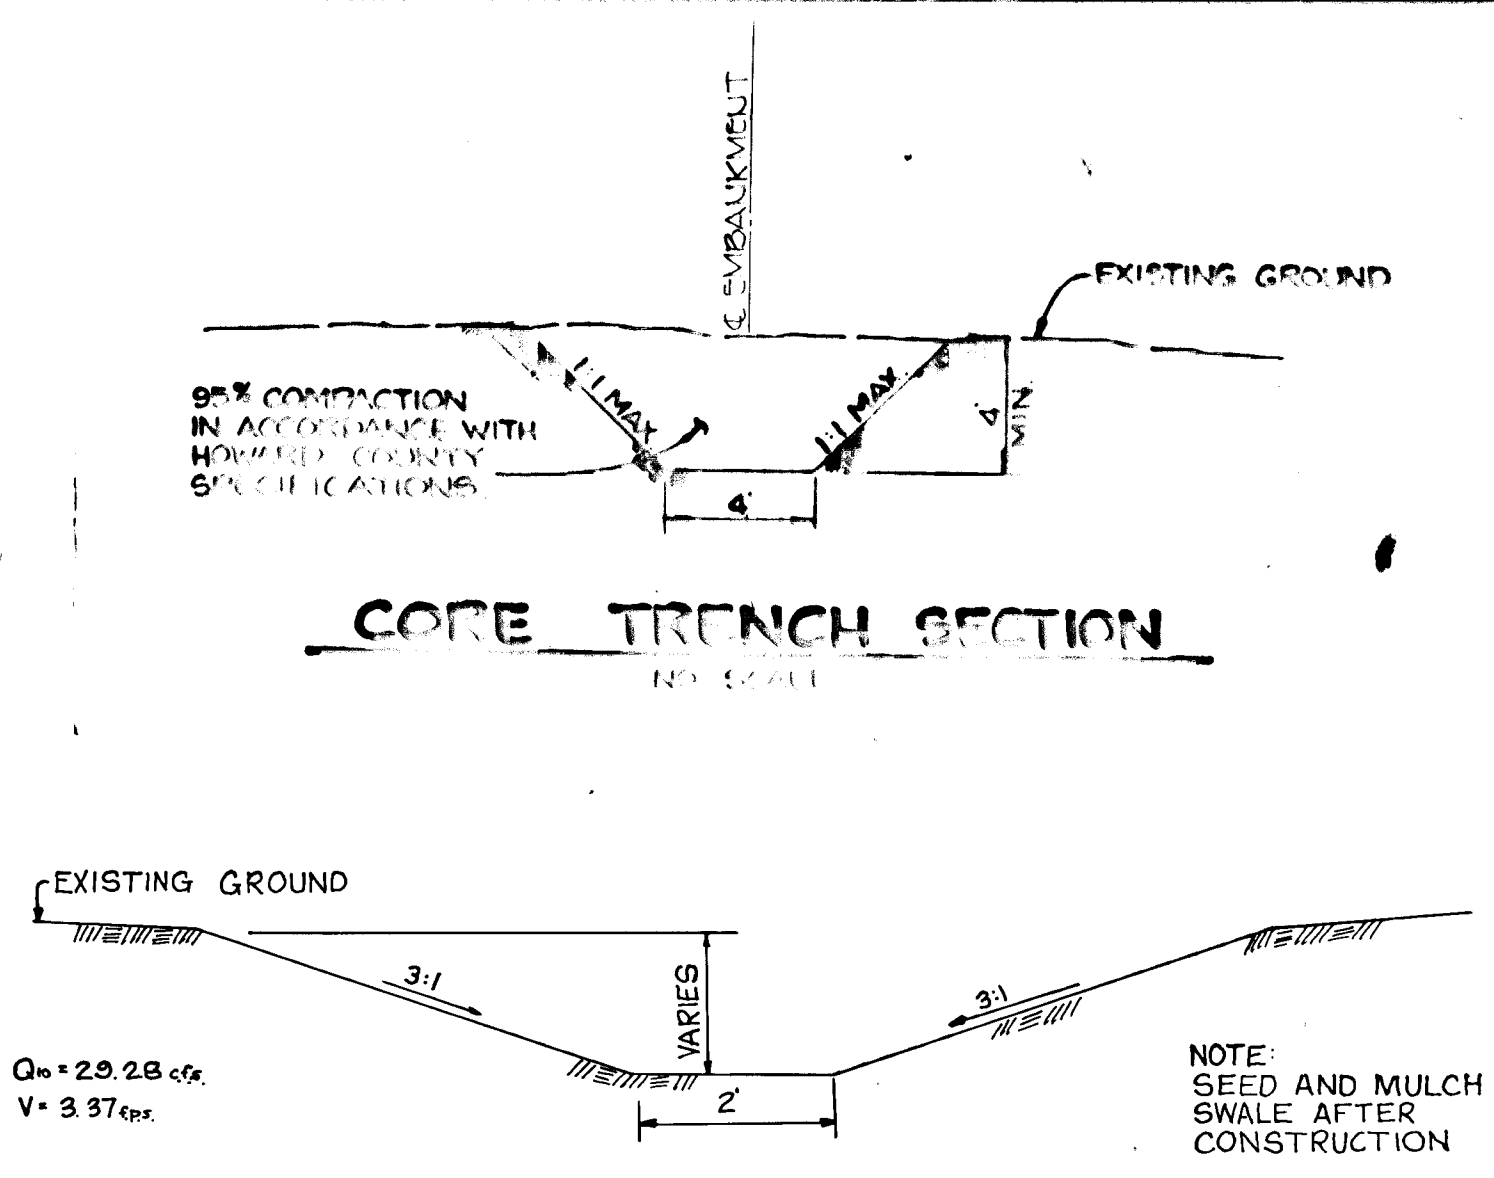 ℄ EMBANKMENT
EXISTING GROUND
1:1 MAX
1:1 MAX.
4'
MIN.
95% COMPACTION
IN ACCORDANCE WITH
HOWARD COUNTY
SPECIFICATIONS.
4'
CORE TRENCH SECTION
NO SCALE
EXISTING GROUND
3:1
VARIES
3:1
2'
Q10 = 29.28 c.f.s.
V = 3.37 f.p.s.
NOTE:
SEED AND MULCH
SWALE AFTER
CONSTRUCTION